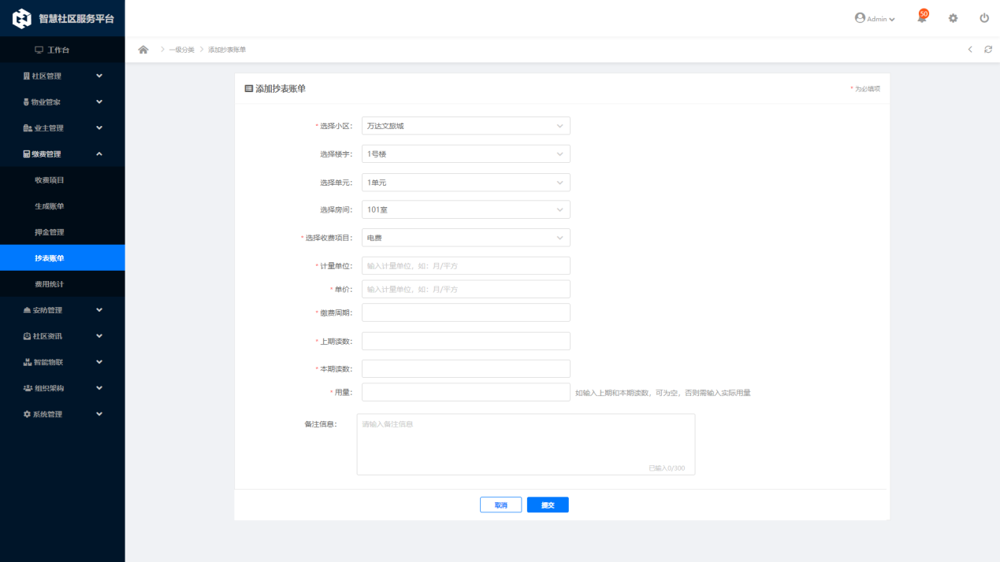 智慧社区服务平台
Admin
50
工作台
一级分类
添加抄表账单
社区管理
物业管家
业主管理
缴费管理
收费项目
生成账单
押金管理
抄表账单
费用统计
安防管理
社区资讯
智能物联
组织架构
系统管理
添加抄表账单
* 为必填项
* 选择小区： 万达文旅城
选择楼宇： 1号楼
选择单元： 1单元
选择房间： 101室
* 选择收费项目： 电费
* 计量单位： 输入计量单位，如：月/平方
* 单价： 输入计量单位，如：月/平方
* 缴费周期：
* 上期读数：
* 本期读数：
* 用量： 如输入上期和本期读数，可为空，否则需输入实际用量
备注信息： 请输入备注信息
已输入0/300
取消
提交